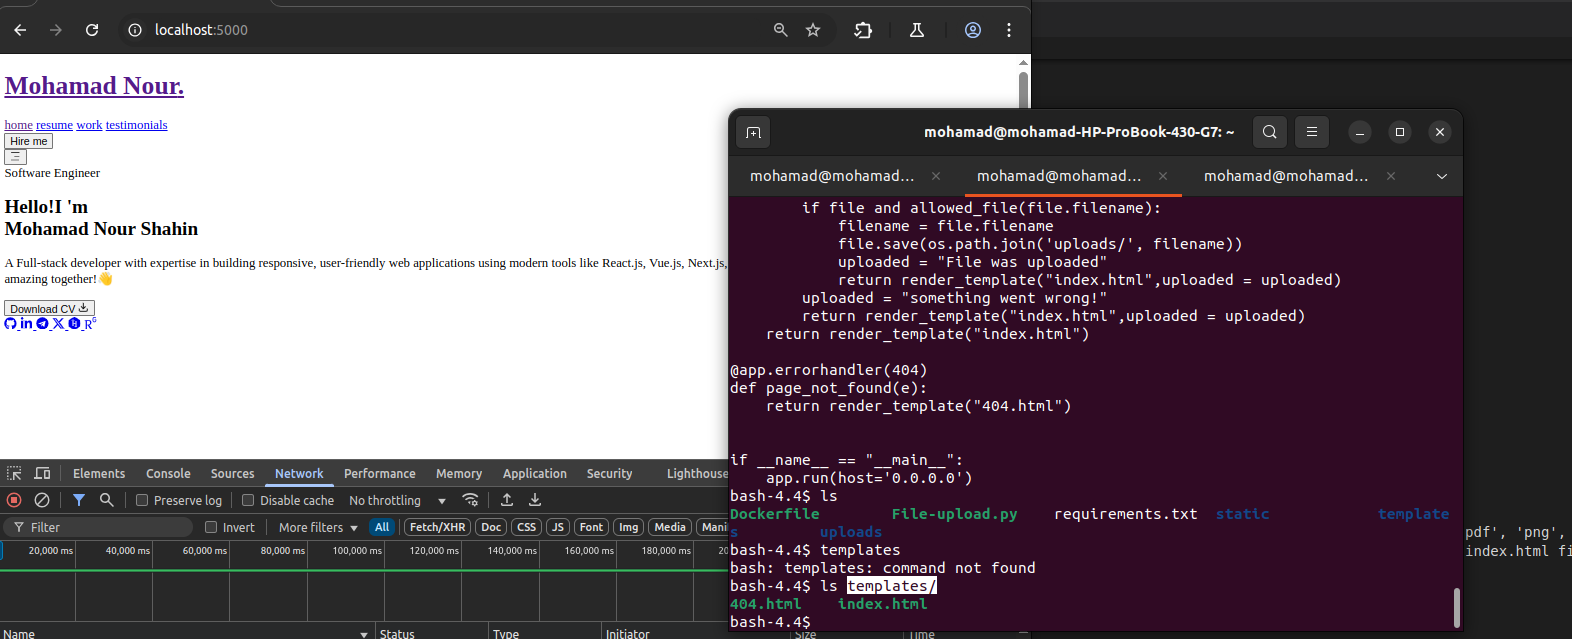 localhost:5000
Mohamad Nour.
home resume work testimonials
Hire me
Software Engineer
Hello!I 'm
Mohamad Nour Shahin
A Full-stack developer with expertise in building responsive, user-friendly web applications using modern tools like React.js, Vue.js, Next.js,
amazing together!👋
Download CV
Elements Console Sources Network Performance Memory Application Security Lighthouse
Preserve log Disable cache No throttling
Filter Invert More filters All Fetch/XHR Doc CSS JS Font Img Media Mani
20,000 ms 40,000 ms 60,000 ms 80,000 ms 100,000 ms 120,000 ms 140,000 ms 160,000 ms 180,000 ms 20
Name Status Type Initiator Size Time
mohamad@mohamad-HP-ProBook-430-G7: ~
mohamad@mohamad... mohamad@mohamad... mohamad@mohamad...
if file and allowed_file(file.filename):
filename = file.filename
file.save(os.path.join('uploads/', filename))
uploaded = "File was uploaded"
return render_template("index.html",uploaded = uploaded)
uploaded = "something went wrong!"
return render_template("index.html",uploaded = uploaded)
return render_template("index.html")
@app.errorhandler(404)
def page_not_found(e):
return render_template("404.html")
if __name__ == "__main__":
app.run(host='0.0.0.0')
bash-4.4$ ls
Dockerfile File-upload.py requirements.txt static template
s uploads
bash-4.4$ templates
bash: templates: command not found
bash-4.4$ ls templates/
404.html index.html
bash-4.4$
pdf', 'png',
index.html fi